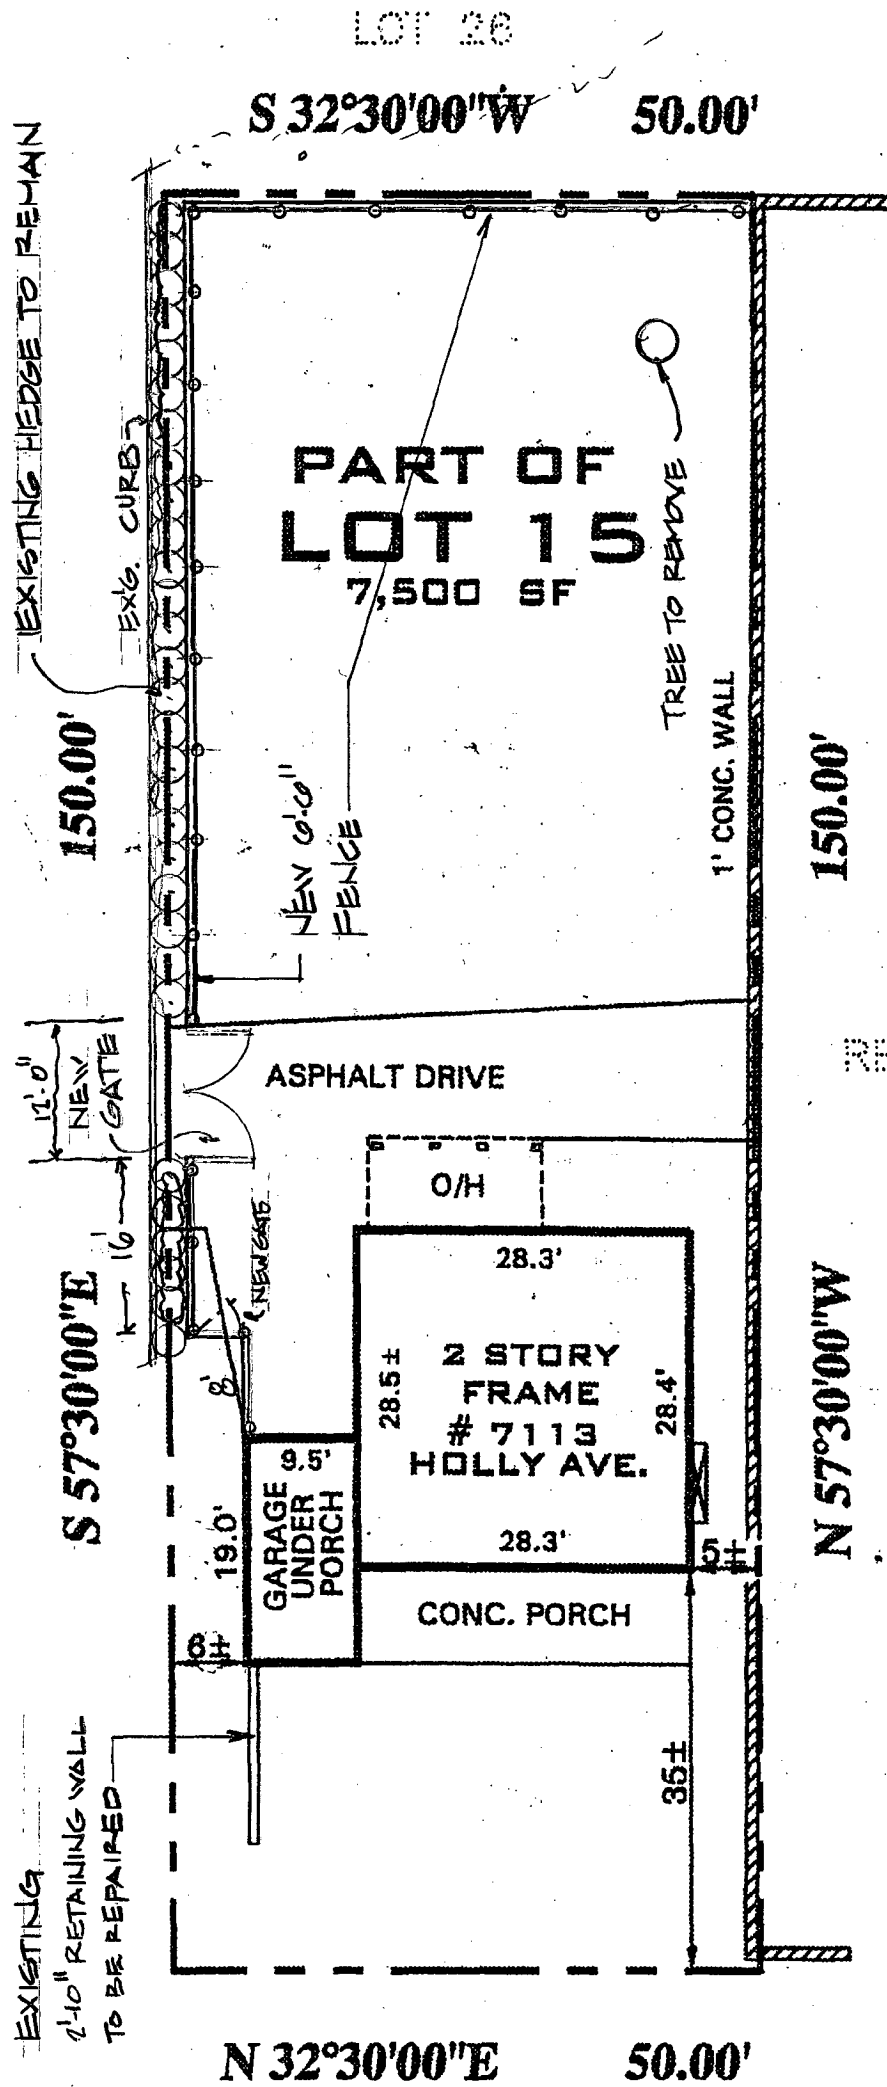 LOT 26
S 32°30'00"W 50.00'
EXISTING HEDGE TO REMAIN
EX'G. CURB
PART OF
LOT 15
7,500 SF
TREE TO REMOVE
1' CONC. WALL
150.00'
150.00'
NEW 6'-0"
FENCE
12'-0"
NEW
GATE
ASPHALT DRIVE
RE
O/H
16'
NEW GATE
8'
S 57°30'00"E
N 57°30'00"W
28.3'
28.5±
2 STORY
FRAME
# 7113
HOLLY AVE.
28.4'
9.5'
19.0'
GARAGE
UNDER
PORCH
28.3'
5±
CONC. PORCH
6±
35±
EXISTING
2'-10" RETAINING WALL
TO BE REPAIRED
N 32°30'00"E 50.00'